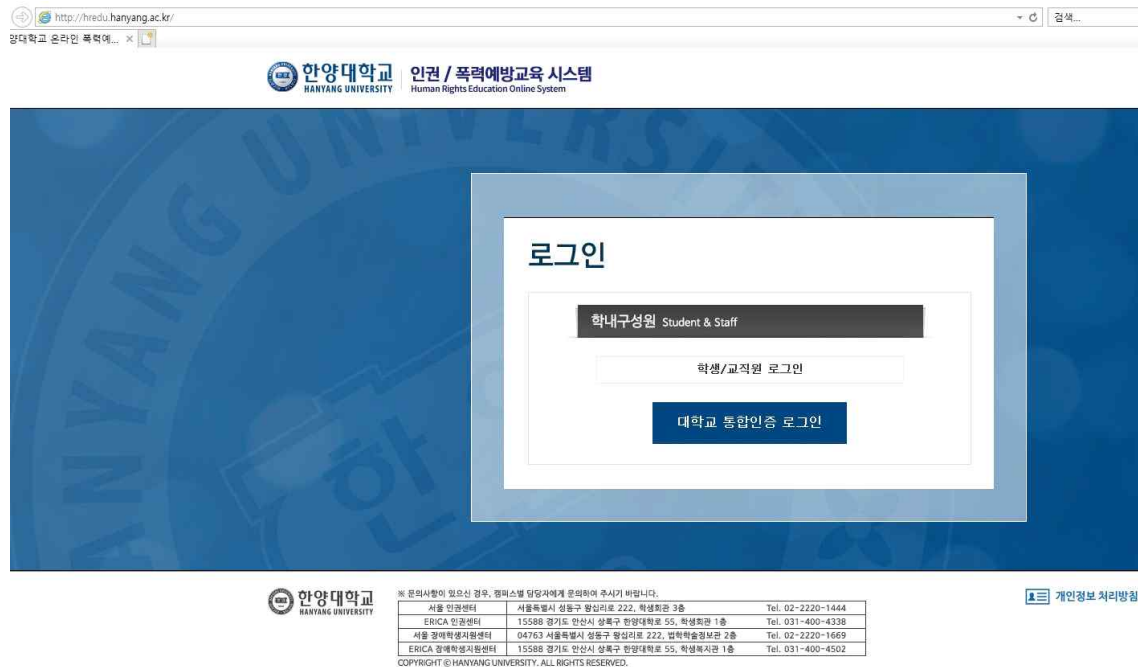 http://hredu.hanyang.ac.kr/
검색...
양대학교 온라인 폭력예...
한양대학교
HANYANG UNIVERSITY
인권 / 폭력예방교육 시스템
Human Rights Education Online System
HANYANG UNIVERSITY
한
로그인
학내구성원 Student & Staff
학생/교직원 로그인
대학교 통합인증 로그인
한양대학교
HANYANG UNIVERSITY
※ 문의사항이 있으신 경우, 캠퍼스별 담당자에게 문의하여 주시기 바랍니다.
서울 인권센터 서울특별시 성동구 왕십리로 222, 학생회관 3층 Tel. 02-2220-1444
ERICA 인권센터 15588 경기도 안산시 상록구 한양대학로 55, 학생회관 1층 Tel. 031-400-4338
서울 장애학생지원센터 04763 서울특별시 성동구 왕십리로 222, 법학학술정보관 2층 Tel. 02-2220-1669
ERICA 장애학생지원센터 15588 경기도 안산시 상록구 한양대학로 55, 학생복지관 1층 Tel. 031-400-4502
COPYRIGHT © HANYANG UNIVERSITY. ALL RIGHTS RESERVED.
개인정보 처리방침